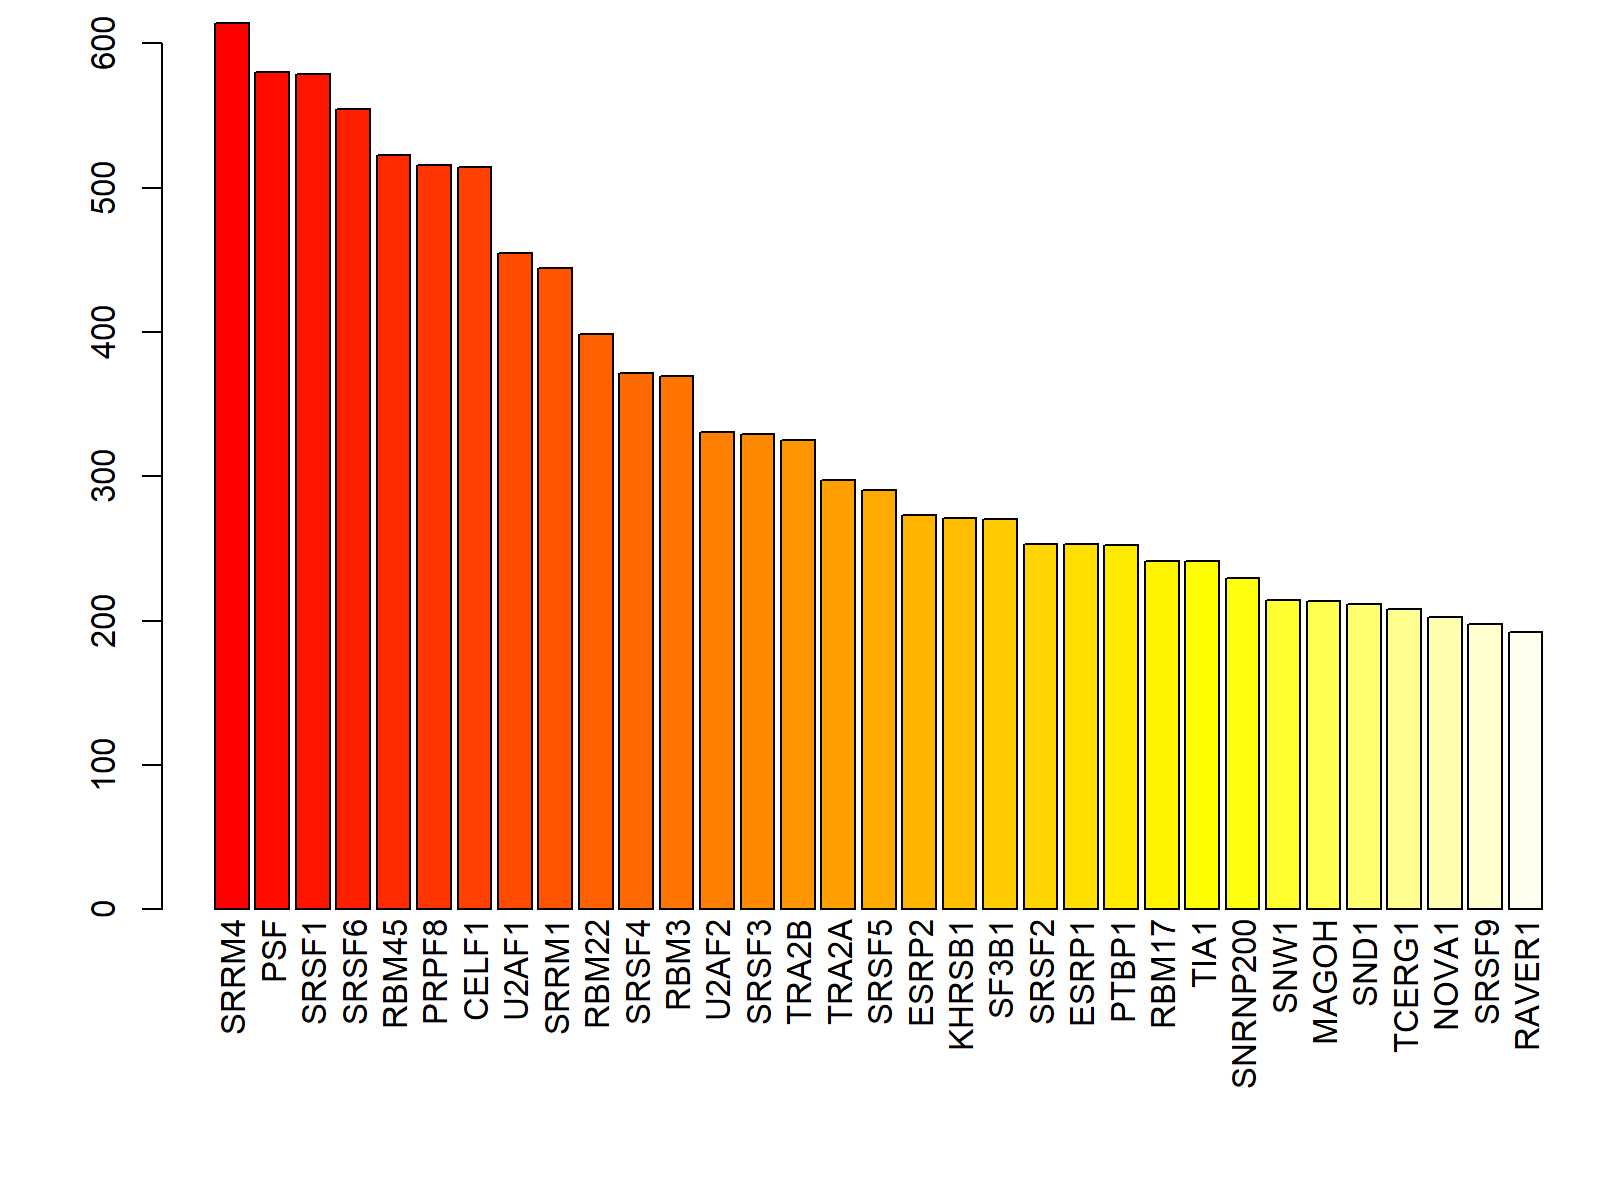 600
500
400
300
200
100
0
SRRM4
PSF
SRSF1
SRSF6
RBM45
PRPF8
CELF1
U2AF1
SRRM1
RBM22
SRSF4
RBM3
U2AF2
SRSF3
TRA2B
TRA2A
SRSF5
ESRP2
KHRSB1
SF3B1
SRSF2
ESRP1
PTBP1
RBM17
TIA1
SNRNP200
SNW1
MAGOH
SND1
TCERG1
NOVA1
SRSF9
RAVER1